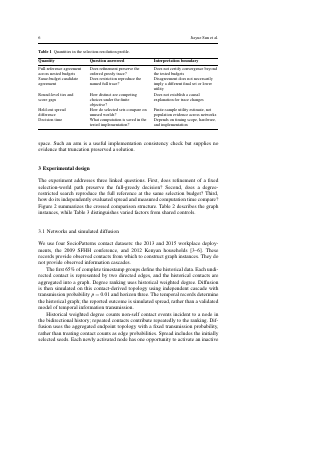 6 Jorpur Sun et al.
Table 1 Quantities in the selection resolution profile.
Quantity Question answered Interpretation boundary
Full-reference agreement Does refinement preserve the Does not certify convergence beyond
across tested budgets ordered greedy trace? the tested budgets
Same-budget candidate Does restriction reproduce the Disagreement does not necessarily
agreement named full trace? imply a different final set or lower
utility
Kernel-level ties and How distinct are competing Does not establish a causal
score gaps choices under the finite explanation for trace changes
objective?
Held-out spread How do selected sets compare on Finite-sample utility estimate, not
difference unused worlds? population evidence across networks
Decision time What computation is saved in the Depends on timing scope, hardware
tested implementation? and implementation
space. Such an aim is a useful implementation consistency check but supplies no
evidence that truncation preserved a solution.
3 Experimental design
The experiment addresses three linked questions. First, does refinement of a fixed
selection-world path preserve the full-greedy decision? Second, does a degree-
restricted search reproduce the full reference at the same selection budget? Third,
how do its independently evaluated spread and measured computation time compare?
Figure 2 summarizes the crossed comparison structure. Table 2 describes the graph
instances, while Table 3 distinguishes varied factors from shared controls.
3.1 Networks and simulated diffusion
We use four SocioPatterns contact datasets: the 2013 and 2015 workplace deploy-
ments, the 2009 SFHH conference, and 2012 Kenyan households [3–6]. These
records provide observed contacts from which to construct graph instances. They do
not provide observed information cascades.
The first 65% of complete timestamp groups define the historical data. Each undi-
rected contact is represented by two directed edges, and the historical contacts are
aggregated into a graph. Degree ranking uses historical weighted degree. Diffusion
is then simulated on this contact-derived topology using independent cascade with
transmission probability p = 0.01 and horizon three. The temporal records determine
the historical graph; the reported outcome is simulated spread, rather than a validated
model of temporal information transmission.
Historical weighted degree counts non-self contact events incident to a node in
the bidirectional history; repeated contacts contribute repeatedly to the ranking. Dif-
fusion uses the aggregated endpoint topology with a fixed transmission probability,
rather than treating contact counts as edge probabilities. Spread includes the initially
selected seeds. Each newly activated node has one opportunity to activate an inactive